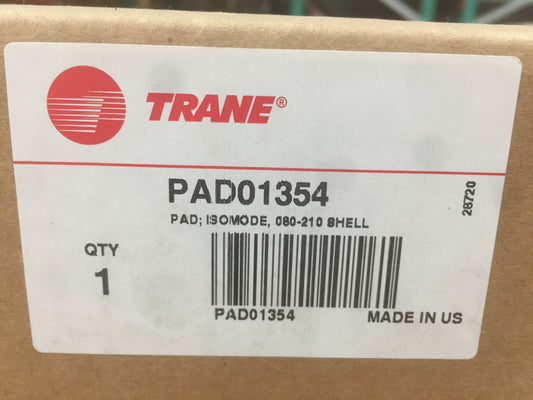 TRANE®
PAD01354
PAD; ISOMODE, 080-210 SHELL
28720
QTY
1
PAD01354
MADE IN US